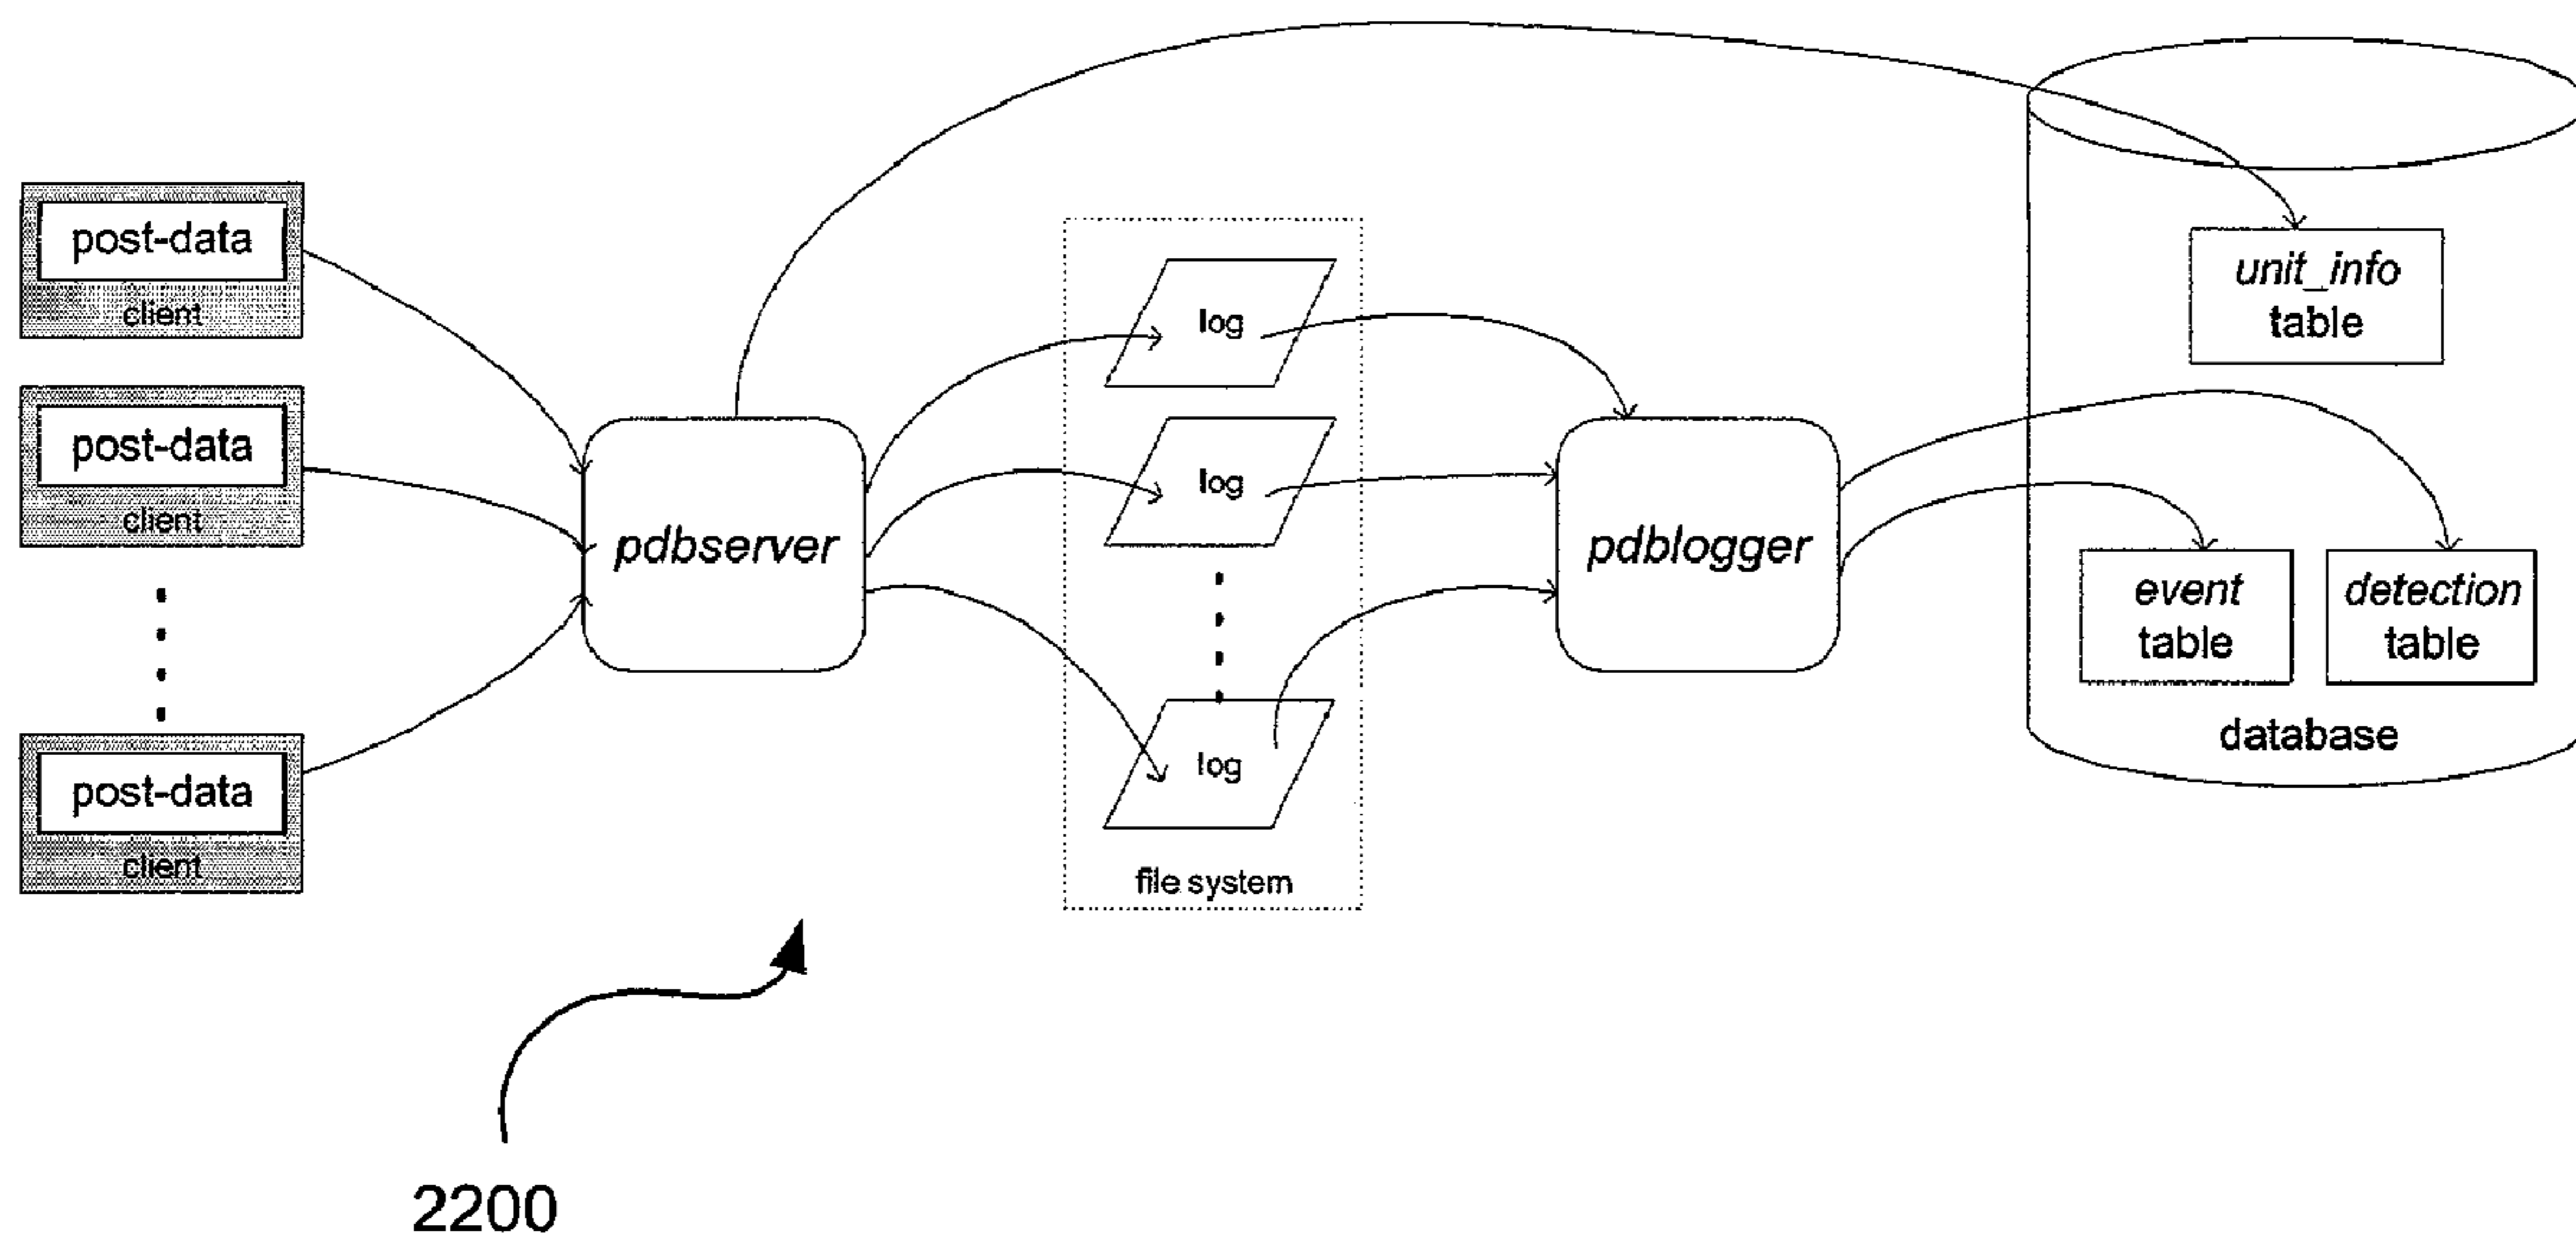 post-data
client
post-data
client
post-data
client
pdbserver
log
log
log
file system
pdblogger
unit_info
table
event
table
detection
table
database
2200